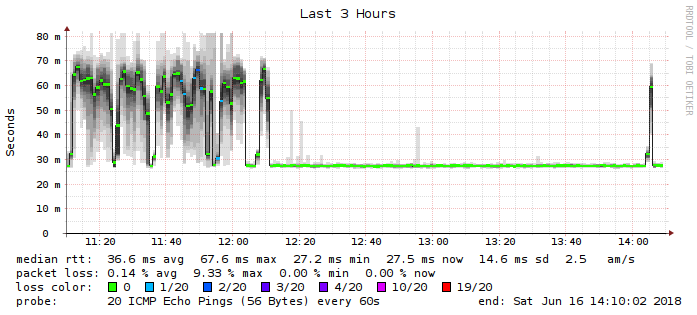 Last 3 Hours
RRDTOOL / TOBI OETIKER
Seconds
80 m
70 m
60 m
50 m
40 m
30 m
20 m
10 m
0
11:20 11:40 12:00 12:20 12:40 13:00 13:20 13:40 14:00
median rtt: 36.6 ms avg 67.6 ms max 27.2 ms min 27.5 ms now 14.6 ms sd 2.5 am/s
packet loss: 0.14 % avg 9.33 % max 0.00 % min 0.00 % now
loss color: 0 1/20 2/20 3/20 4/20 10/20 19/20
probe: 20 ICMP Echo Pings (56 Bytes) every 60s end: Sat Jun 16 14:10:02 2018